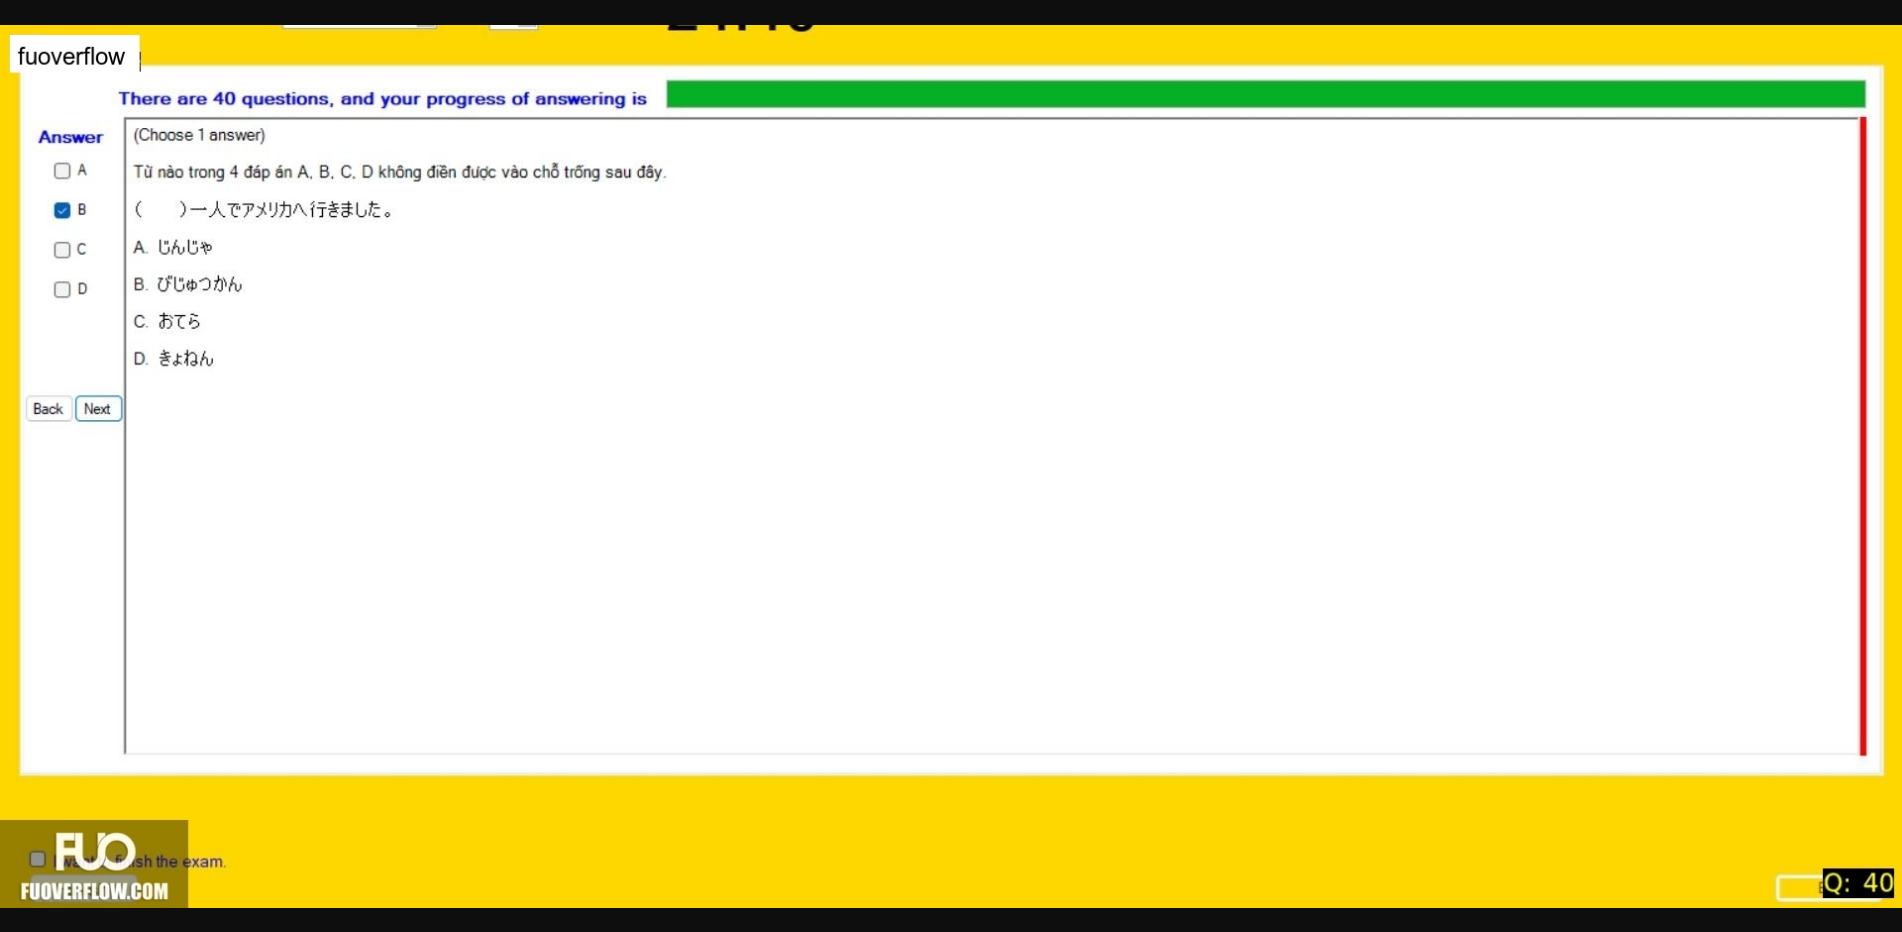 fuoverflow
There are 40 questions, and your progress of answering is
Answer
(Choose 1 answer)
A
Từ nào trong 4 đáp án A, B, C, D không điền được vào chỗ trống sau đây.
B
(　　)一人でアメリカへ行きました。
C
A. じんじゃ
D
B. びじゅつかん
C. おてら
D. きょねん
Back Next
FUO
finish the exam.
FUOVERFLOW.COM
Q: 40